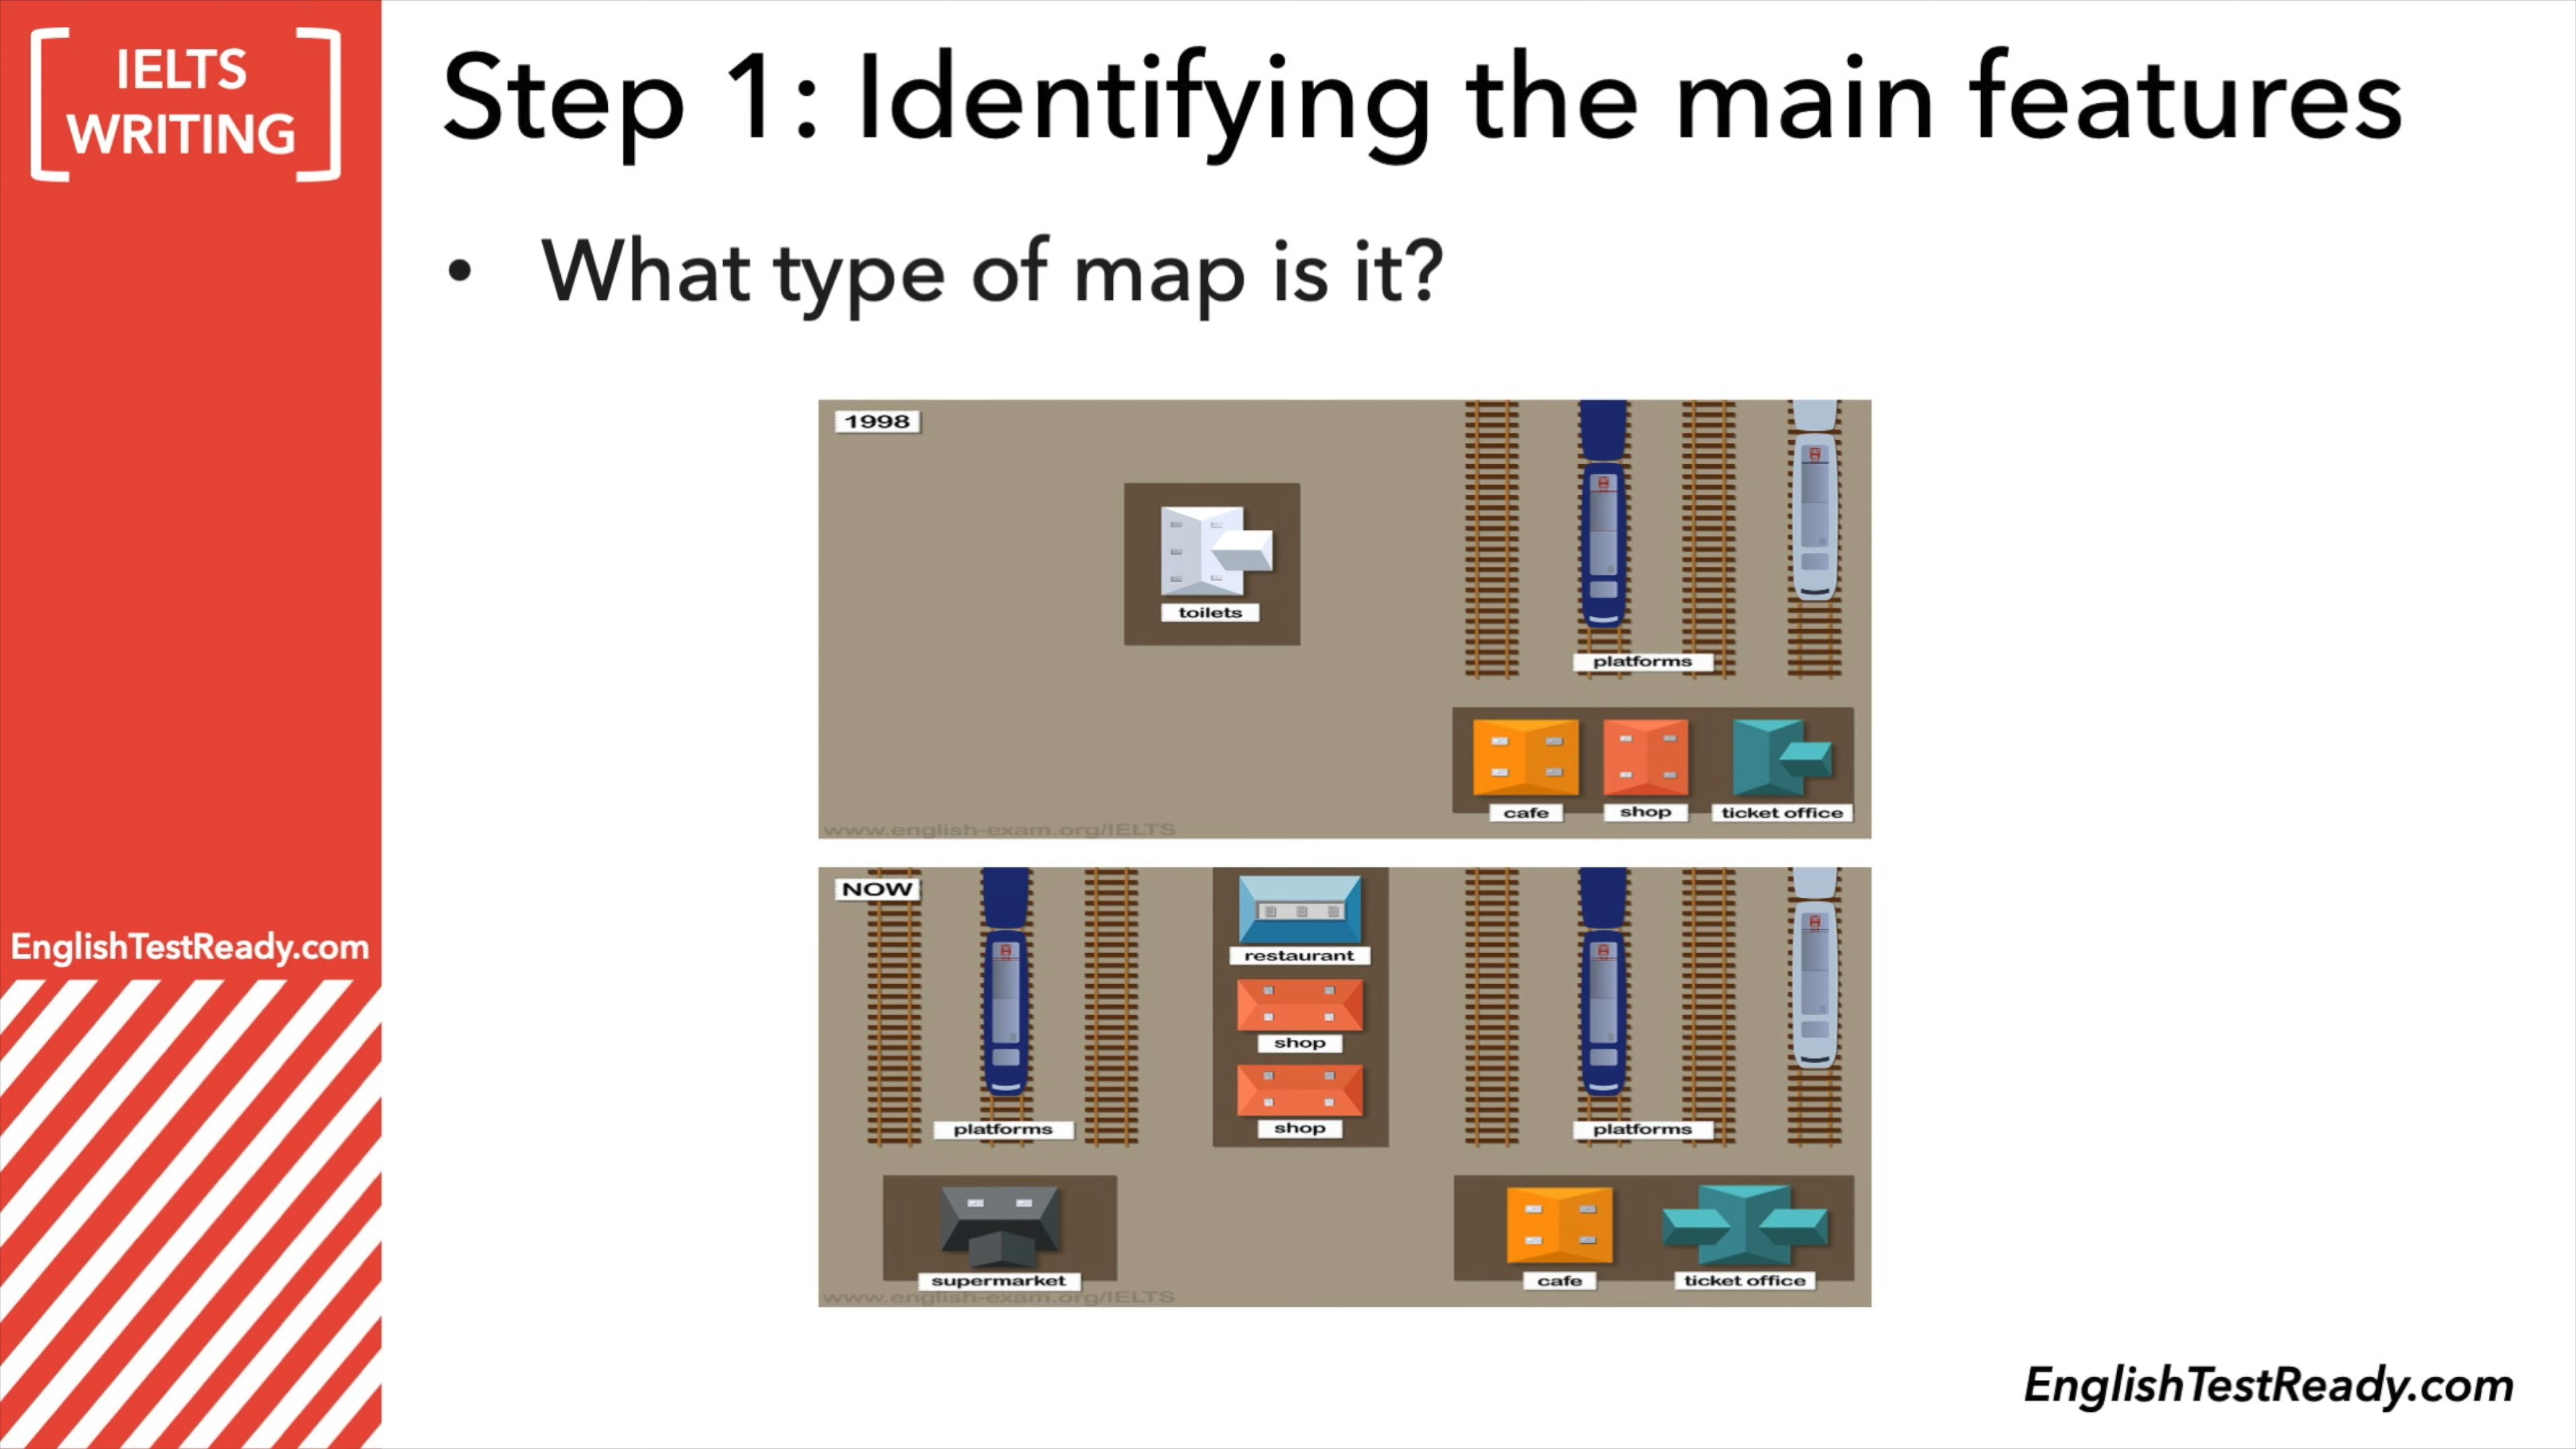 IELTS
WRITING
Step 1: Identifying the main features
• What type of map is it?
1998
toilets
platforms
cafe shop ticket office
www.english-exam.org/IELTS
NOW
restaurant
shop
shop
platforms
platforms
supermarket
cafe ticket office
www.english-exam.org/IELTS
EnglishTestReady.com
EnglishTestReady.com